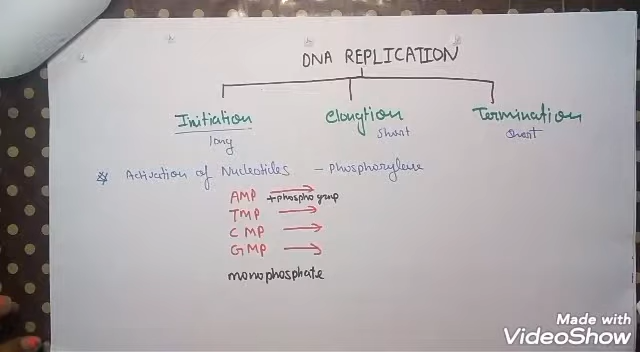 DNA REPLICATION
Initiation Elongtion Termination
long short short
Activation of Nucleotides - Phosphorylase
AMP → +phospho group
TMP →
CMP →
GMP →
monophosphate
Made with
VideoShow